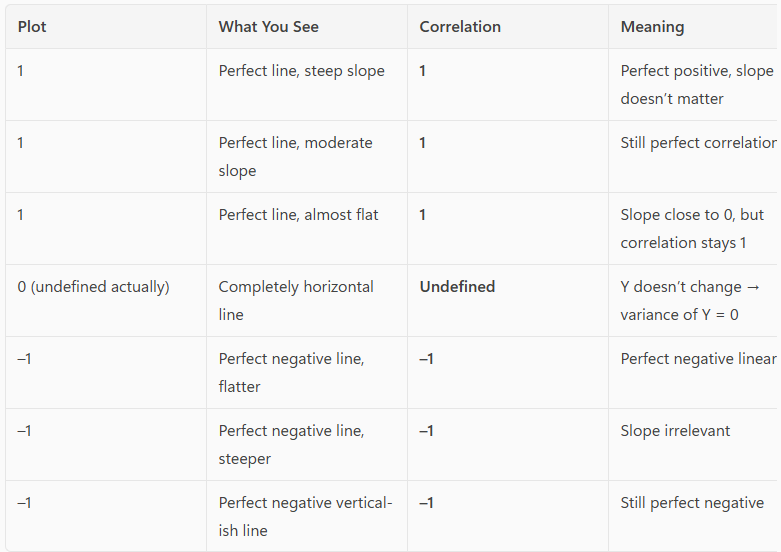 Plot What You See Correlation Meaning
1 Perfect line, steep slope 1 Perfect positive, slope
doesn’t matter
1 Perfect line, moderate 1 Still perfect correlation
slope
1 Perfect line, almost flat 1 Slope close to 0, but
correlation stays 1
0 (undefined actually) Completely horizontal Undefined Y doesn’t change →
line variance of Y = 0
–1 Perfect negative line, –1 Perfect negative linear
flatter
–1 Perfect negative line, –1 Slope irrelevant
steeper
–1 Perfect negative vertical- –1 Still perfect negative
ish line